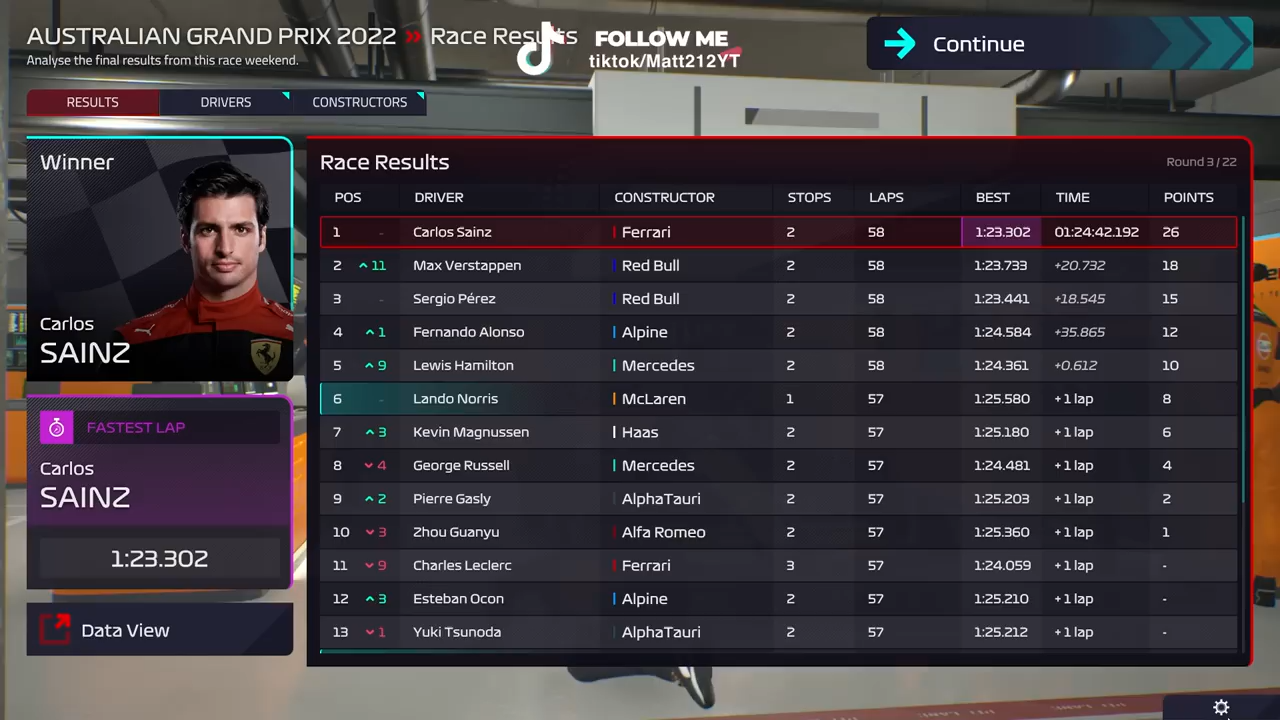 AUSTRALIAN GRAND PRIX 2022 » Race Results
Analyse the final results from this race weekend.
FOLLOW ME
tiktok/Matt212YT
Continue
RESULTS DRIVERS CONSTRUCTORS
Winner
Carlos
SAINZ
FASTEST LAP
Carlos
SAINZ
1:23.302
Data View
Race Results Round 3 / 22
POS DRIVER CONSTRUCTOR STOPS LAPS BEST TIME POINTS
1 - Carlos Sainz Ferrari 2 58 1:23.302 01:24:42.192 26
2 11 Max Verstappen Red Bull 2 58 1:23.733 +20.732 18
3 - Sergio Pérez Red Bull 2 58 1:23.441 +18.545 15
4 1 Fernando Alonso Alpine 2 58 1:24.584 +35.865 12
5 9 Lewis Hamilton Mercedes 2 58 1:24.361 +0.612 10
6 - Lando Norris McLaren 1 57 1:25.580 +1 lap 8
7 3 Kevin Magnussen Haas 2 57 1:25.180 +1 lap 6
8 4 George Russell Mercedes 2 57 1:24.481 +1 lap 4
9 2 Pierre Gasly AlphaTauri 2 57 1:25.203 +1 lap 2
10 3 Zhou Guanyu Alfa Romeo 2 57 1:25.360 +1 lap 1
11 9 Charles Leclerc Ferrari 3 57 1:24.059 +1 lap -
12 3 Esteban Ocon Alpine 2 57 1:25.210 +1 lap -
13 1 Yuki Tsunoda AlphaTauri 2 57 1:25.212 +1 lap -